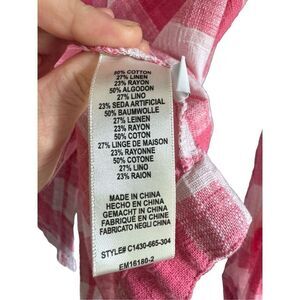 50% COTTON
27% LINEN
23% RAYON
50% ALGODON
27% LINO
23% SEDA ARTIFICIAL
50% BAUMWOLLE
27% LEINEN
23% RAYON
50% COTON
27% LINGE DE MAISON
23% RAYONNE
50% COTONE
27% LINO
23% RAION
MADE IN CHINA
HECHO EN CHINA
GEMACHT IN CHINA
FABRIQUÉ EN CHINE
FABRICATO NEGLI CHINA
STYLE# C1430-665-304
EM16180-2